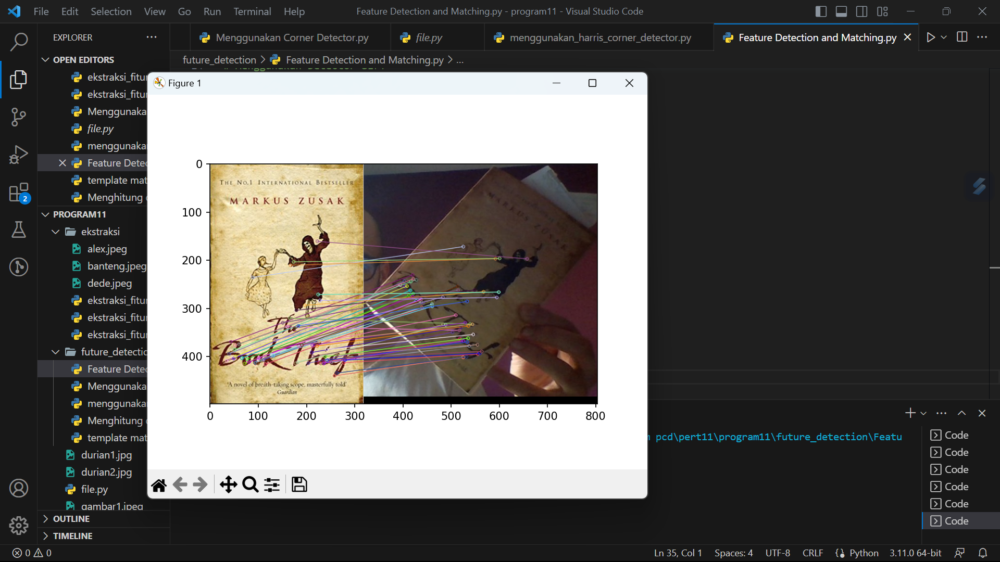 File Edit Selection View Go Run Terminal Help
Feature Detection and Matching.py - program11 - Visual Studio Code
EXPLORER
Menggunakan Corner Detector.py
file.py
menggunakan_harris_corner_detector.py
Feature Detection and Matching.py
OPEN EDITORS
ekstraksi_fitur
ekstraksi_fitur
Menggunaka
file.py
menggunaka
Feature Detec
template mat
Menghitung
future_detection > Feature Detection and Matching.py > ...
PROGRAM11
ekstraksi
alex.jpeg
banteng.jpeg
dede.jpeg
ekstraksi_fitur
ekstraksi_fitur
ekstraksi_fitur
future_detectic
Feature Detec
Menggunaka
menggunaka
Menghitung
template mat
durian1.jpg
durian2.jpg
file.py
gambar1.jpeg
OUTLINE
TIMELINE
2
Figure 1
0
100
200
300
400
0 100 200 300 400 500 600 700 800
THE NO.1 INTERNATIONAL BESTSELLER
MARKUS ZUSAK
The
Book Thief
'A novel of breath-taking scope, masterfully told'
Guardian
MARKUS ZUSAK
pcd\pert11\program11\future_detection\Featu
Code
Code
Code
Code
Code
Code
0 0
Ln 35, Col 1 Spaces: 4 UTF-8 CRLF Python 3.11.0 64-bit